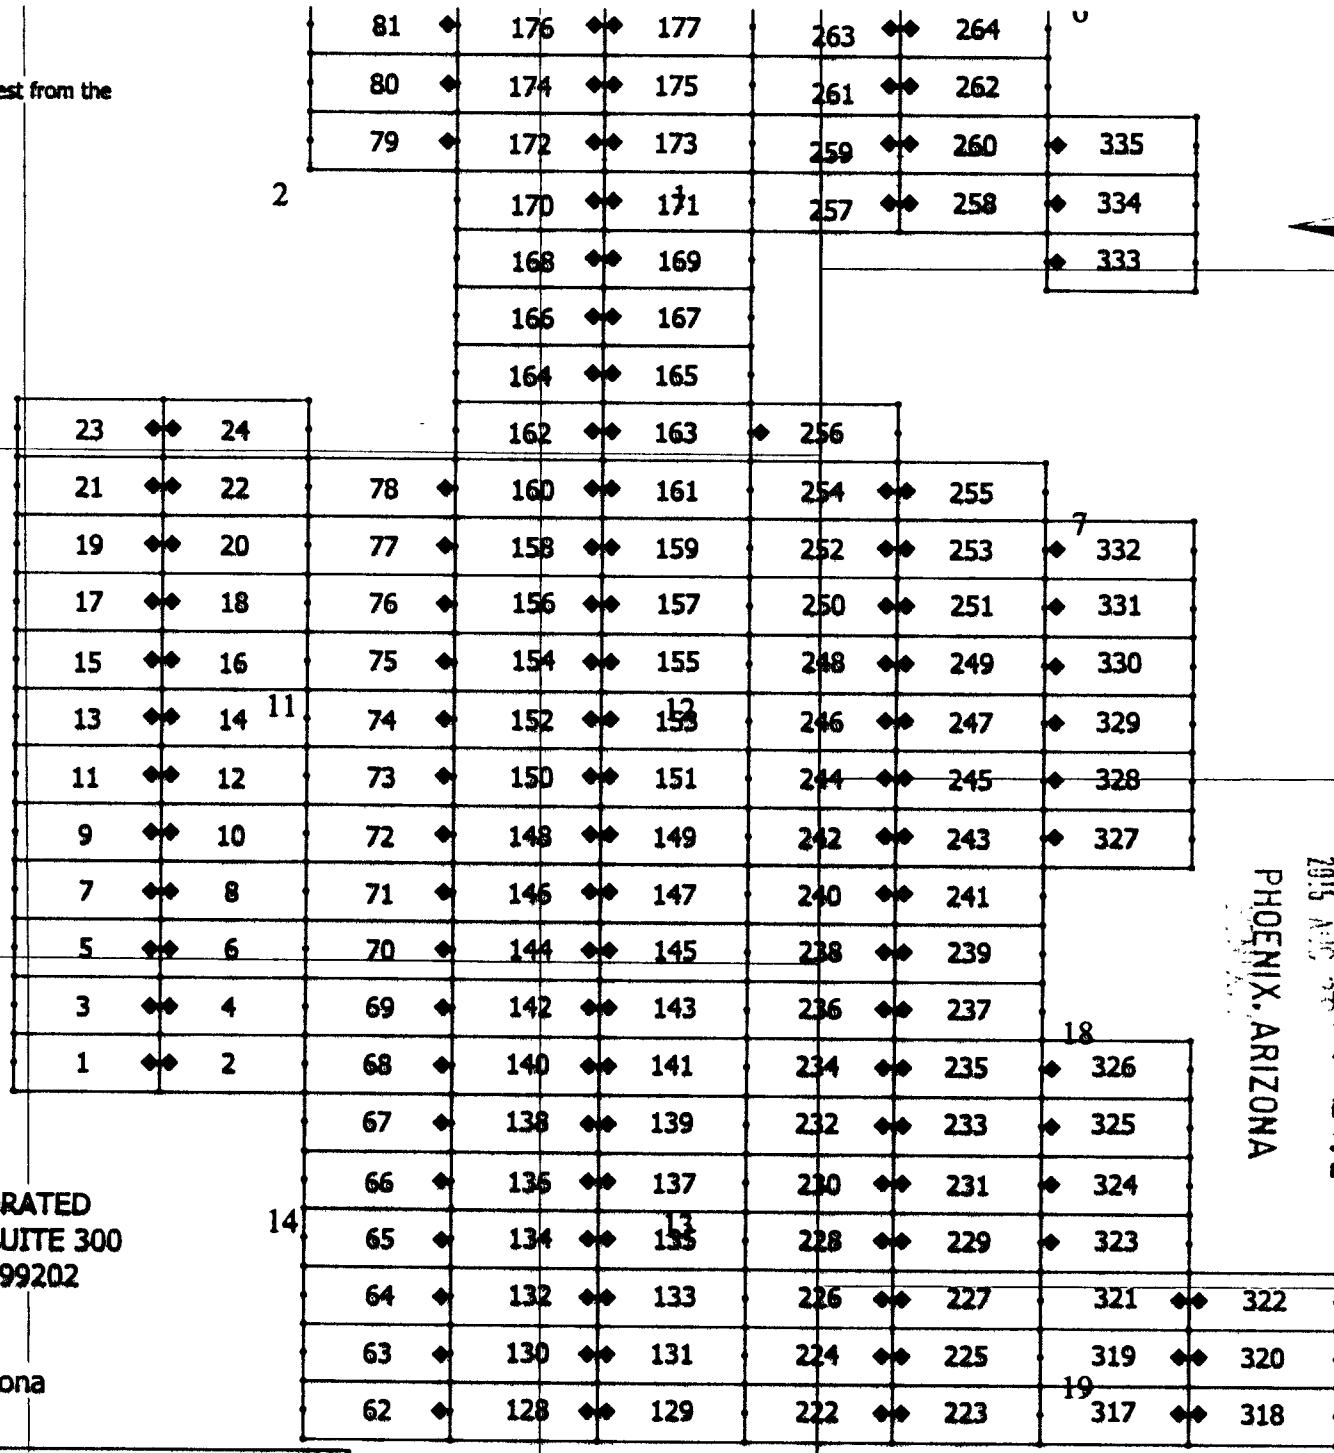 81 176 177 263 264
80 174 175 261 262
est from the
79 172 173 259 260 335
2 170 171 1 257 258 334
168 169 333
166 167
164 165
23 24 162 163 256
21 22 78 160 161 254 255
7
19 20 77 158 159 252 253 332
17 18 76 156 157 250 251 331
15 16 75 154 155 248 249 330
11 12
13 14 74 152 153 246 247 329
11 12 73 150 151 244 245 328
9 10 72 148 149 242 243 327
7 8 71 146 147 240 241
5 6 70 144 145 238 239
3 4 69 142 143 236 237
18
1 2 68 140 141 234 235 326
67 138 139 232 233 325
66 136 137 230 231 324
14 13
65 134 135 228 229 323
64 132 133 226 227 321 322
63 130 131 224 225 319 320
19
62 128 129 222 223 317 318
RATED
UITE 300
99202
ona
PHOENIX, ARIZONA